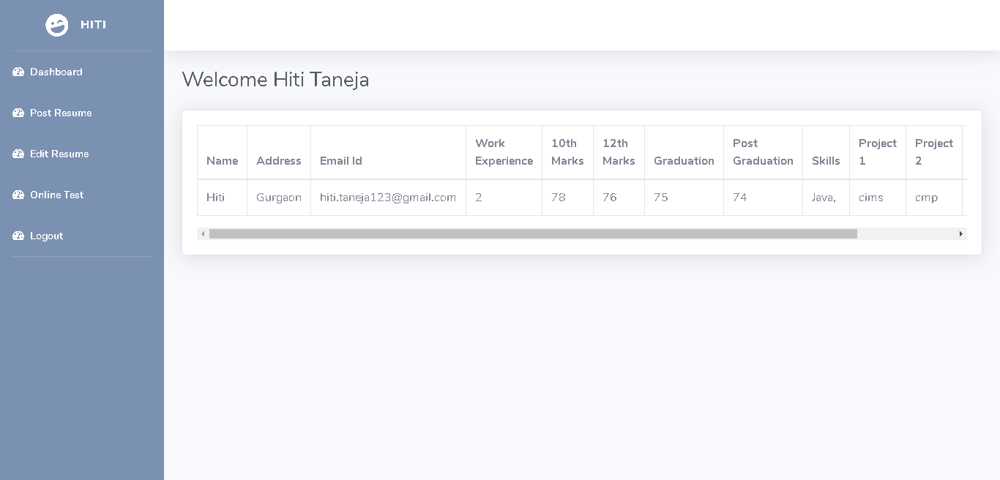 HITI
Dashboard
Post Resume
Edit Resume
Online Test
Logout
Welcome Hiti Taneja
Name Address Email Id Work Experience 10th Marks 12th Marks Graduation Post Graduation Skills Project 1 Project 2
Hiti Gurgaon hiti.taneja123@gmail.com 2 78 76 75 74 Java, cims cmp